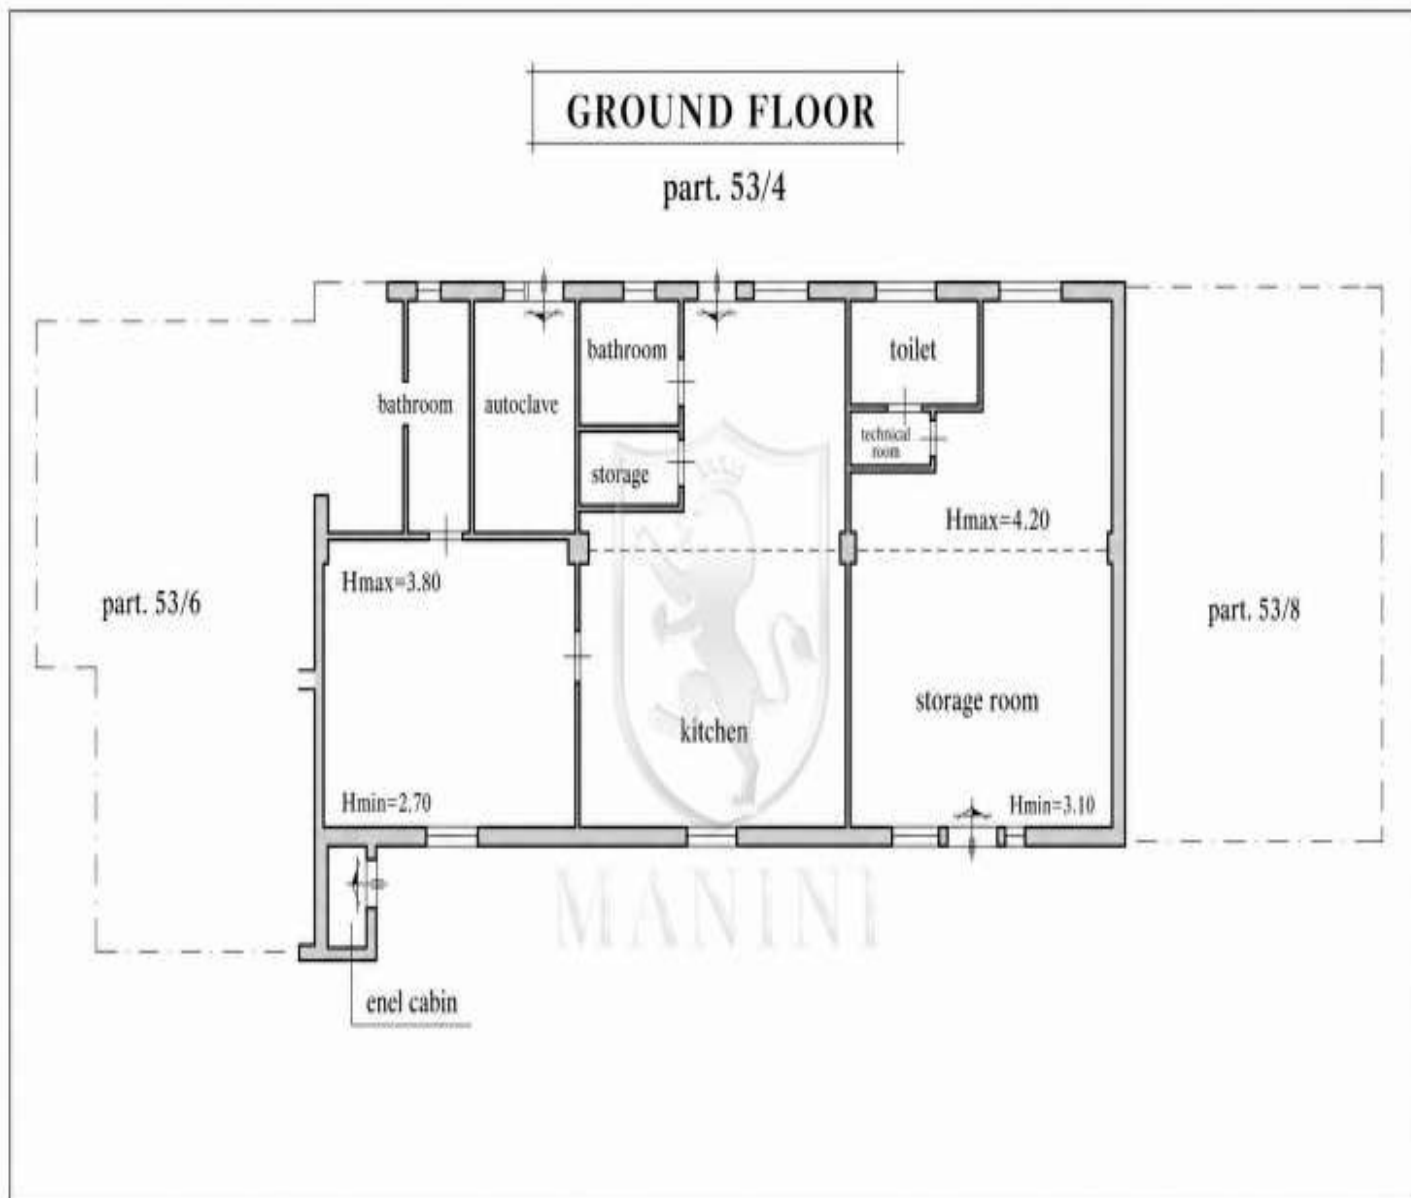 GROUND FLOOR
part. 53/4
bathroom
toilet
bathroom
autoclave
technical
room
storage
Hmax=4.20
Hmax=3.80
part. 53/6
part. 53/8
storage room
kitchen
Hmin=2.70
Hmin=3.10
MANINI
enel cabin